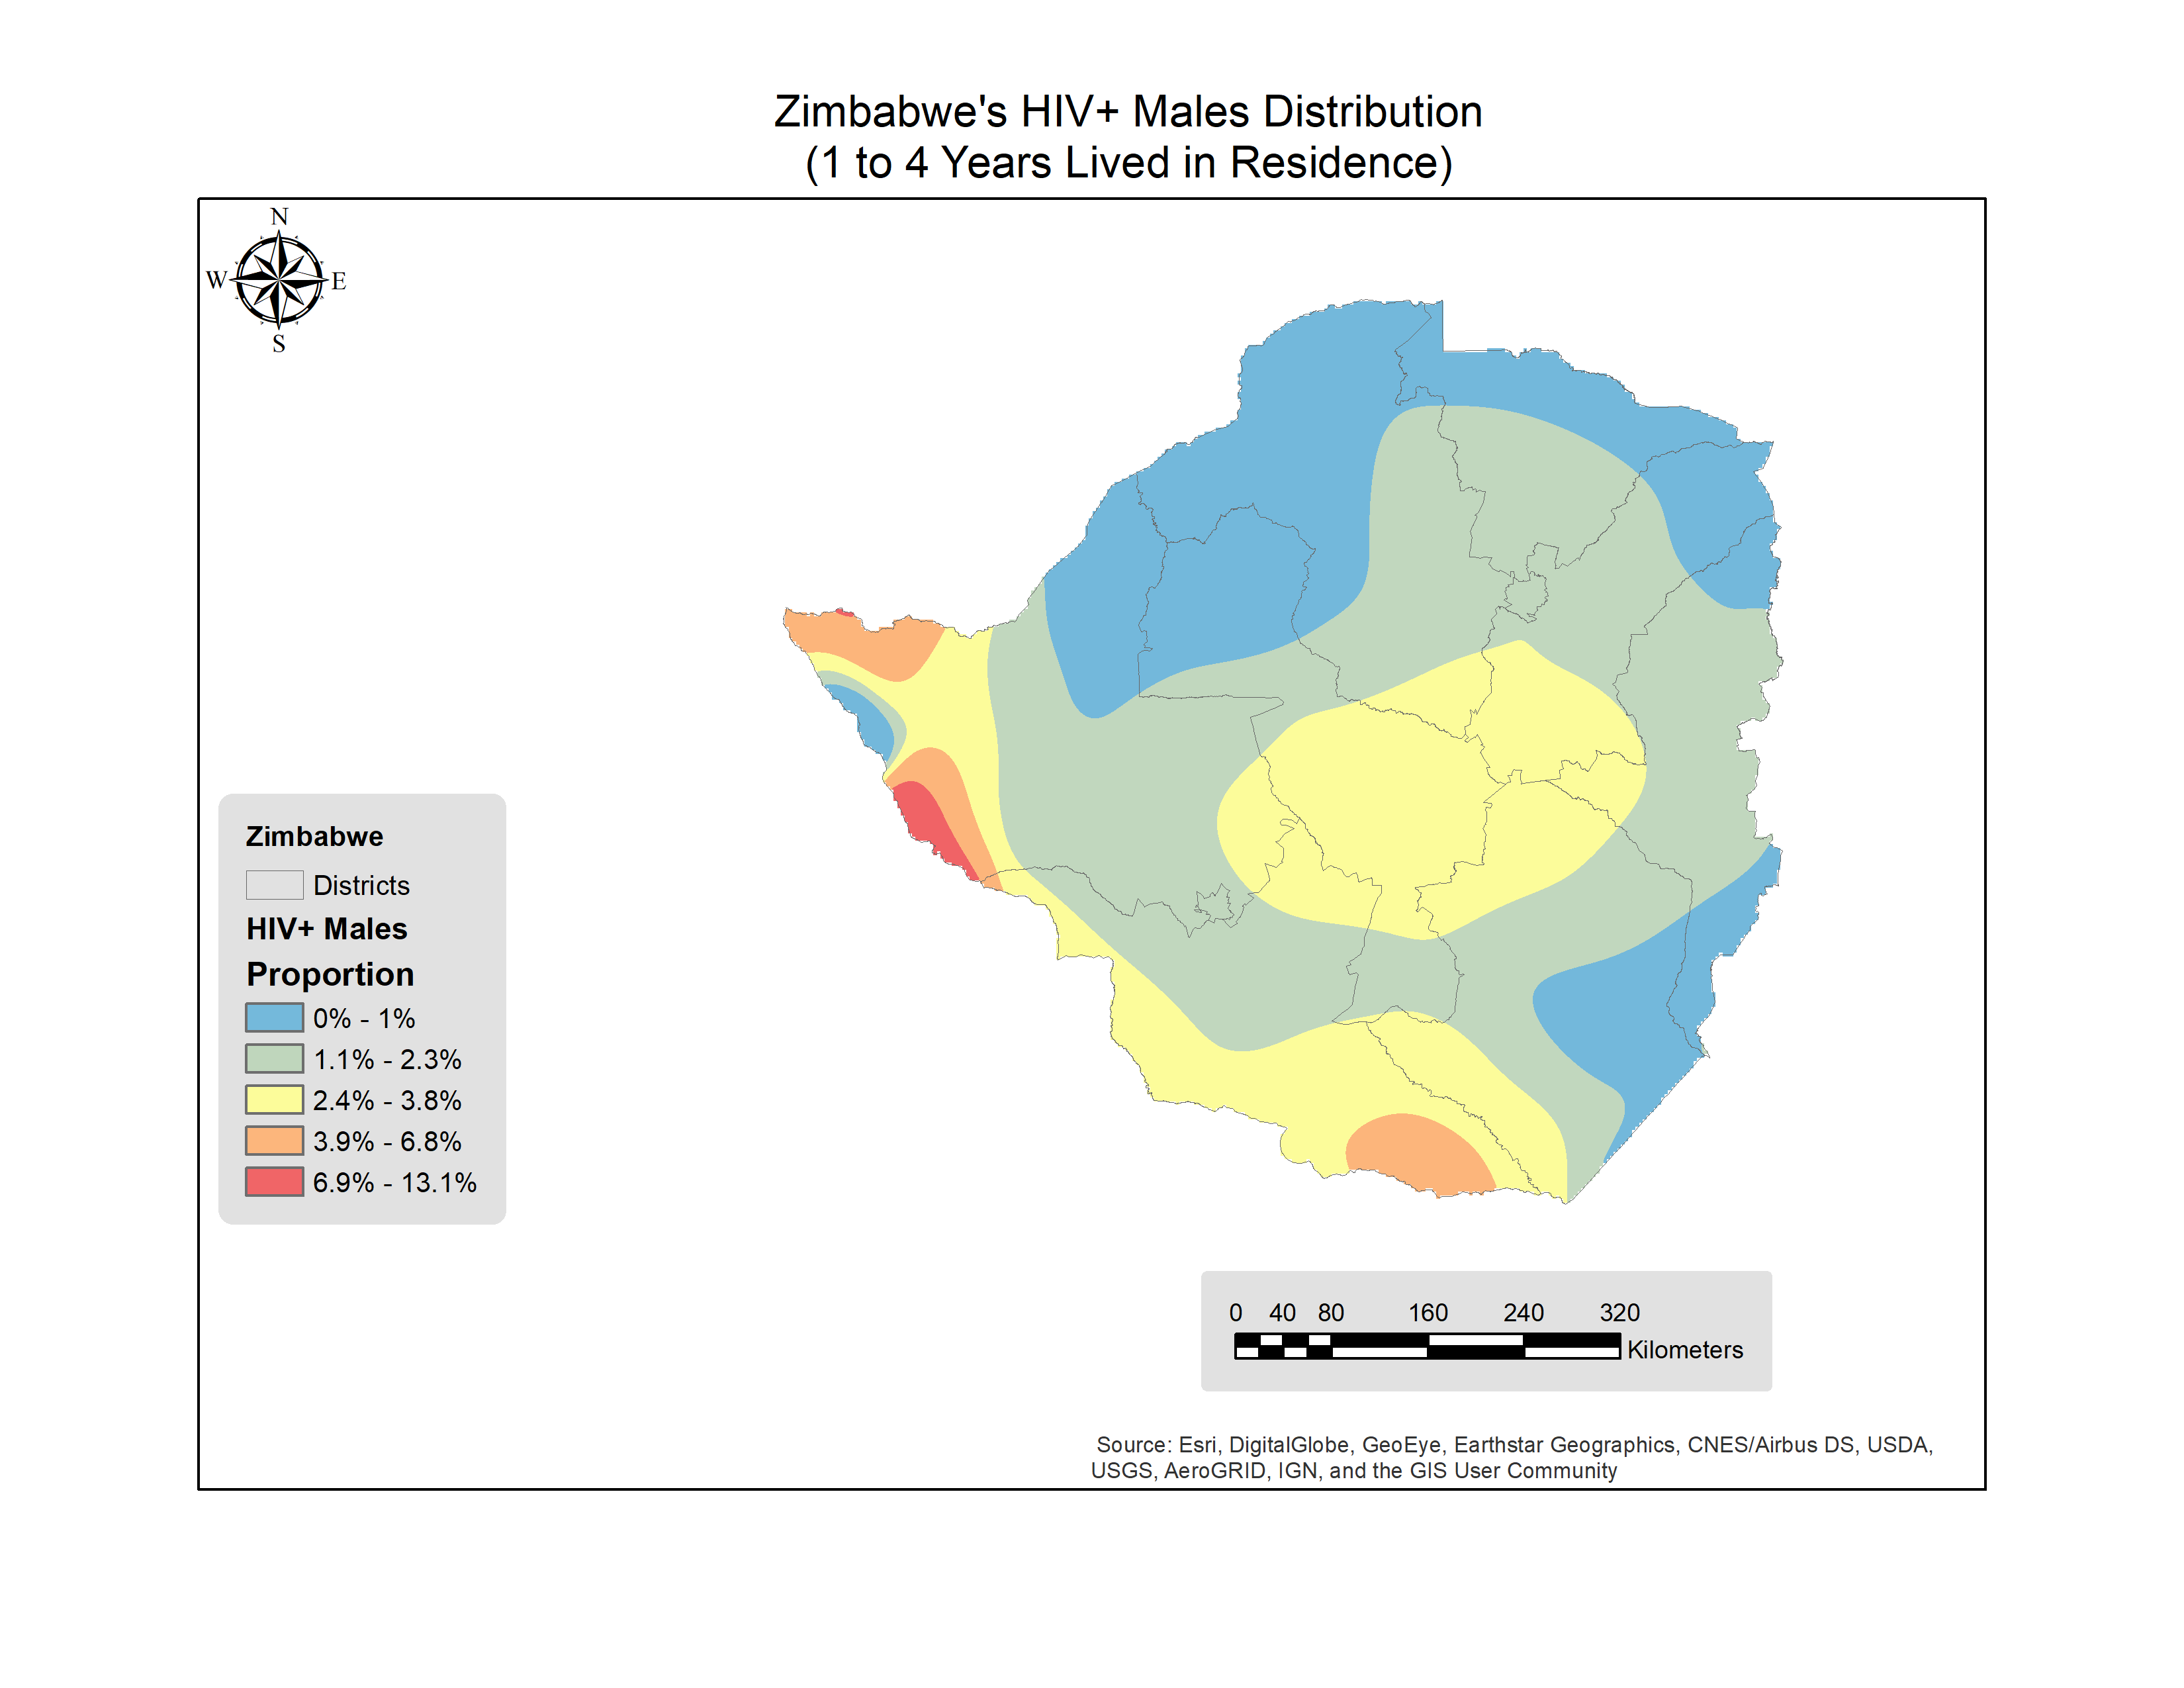 Zimbabwe's HIV+ Males Distribution
(1 to 4 Years Lived in Residence)
N
W E
S
Zimbabwe
Districts
HIV+ Males
Proportion
0% - 1%
1.1% - 2.3%
2.4% - 3.8%
3.9% - 6.8%
6.9% - 13.1%
0 40 80 160 240 320
Kilometers
Source: Esri, DigitalGlobe, GeoEye, Earthstar Geographics, CNES/Airbus DS, USDA,
USGS, AeroGRID, IGN, and the GIS User Community